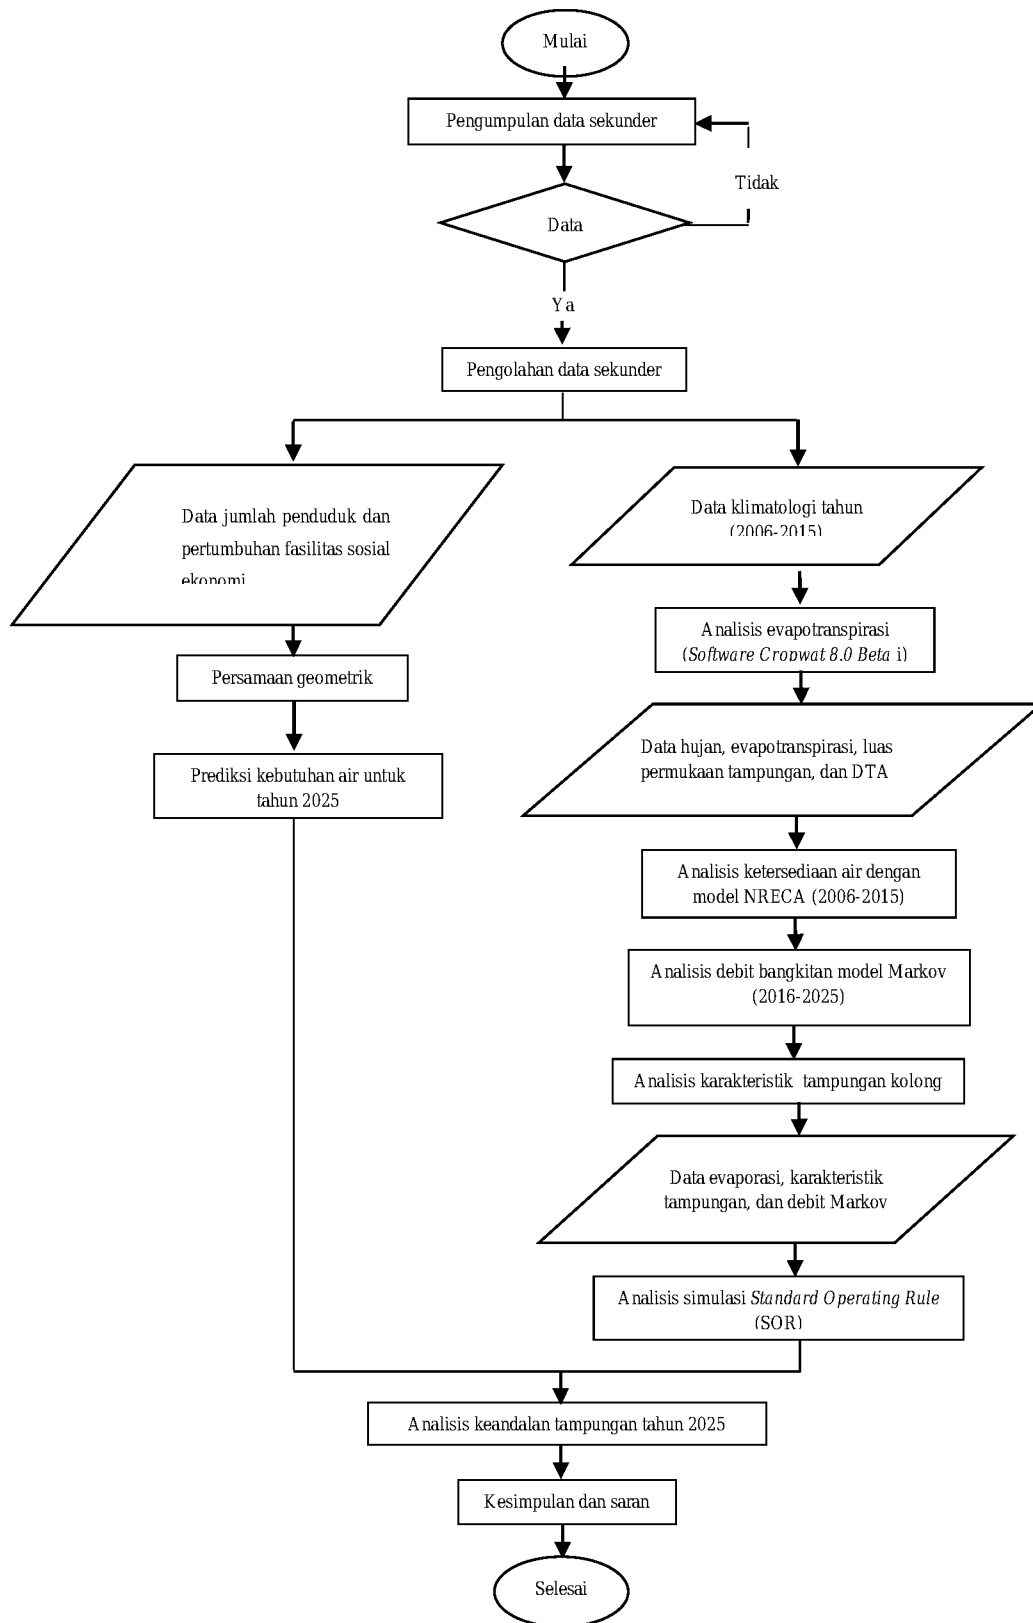 Mulai
Pengumpulan data sekunder
Tidak
Data
Ya
Pengolahan data sekunder
Data jumlah penduduk dan
pertumbuhan fasilitas sosial
ekonomi
Persamaan geometrik
Prediksi kebutuhan air untuk
tahun 2025
Data klimatologi tahun
(2006-2015)
Analisis evapotranspirasi
(Software Cropwat 8.0 Beta i)
Data hujan, evapotranspirasi, luas
permukaan tampungan, dan DTA
Analisis ketersediaan air dengan
model NRECA (2006-2015)
Analisis debit bangkitan model Markov
(2016-2025)
Analisis karakteristik tampungan kolong
Data evaporasi, karakteristik
tampungan, dan debit Markov
Analisis simulasi Standard Operating Rule
(SOR)
Analisis keandalan tampungan tahun 2025
Kesimpulan dan saran
Selesai